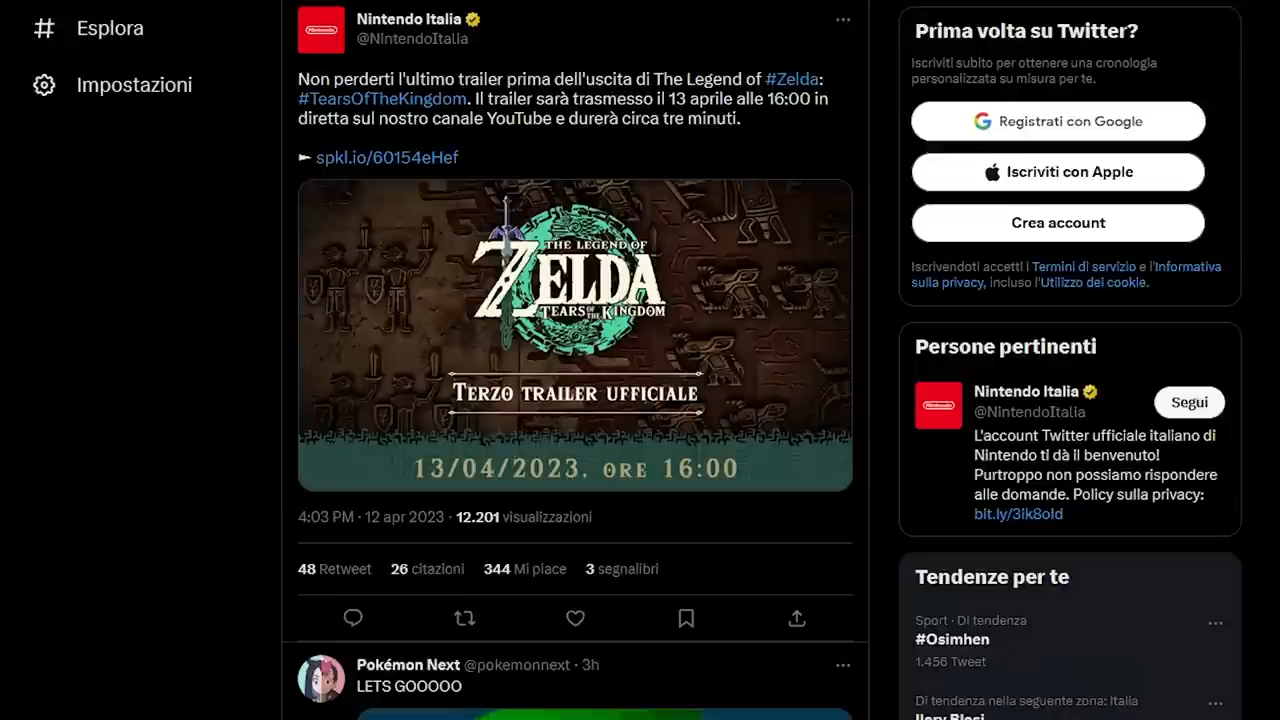 Esplora
Impostazioni
Nintendo Italia
@NintendoItalia
Non perderti l'ultimo trailer prima dell'uscita di The Legend of #Zelda:
#TearsOfTheKingdom. Il trailer sarà trasmesso il 13 aprile alle 16:00 in
diretta sul nostro canale YouTube e durerà circa tre minuti.
► spkl.io/60154eHef
Nintendo
THE LEGEND OF
ZELDA
TEARS OF THE KINGDOM
TERZO TRAILER UFFICIALE
13/04/2023. ORE 16:00
4:03 PM · 12 apr 2023 · 12.201 visualizzazioni
48 Retweet 26 citazioni 344 Mi piace 3 segnalibri
Pokémon Next @pokemonnext · 3h
LETS GOOOOO
Prima volta su Twitter?
Iscriviti subito per ottenere una cronologia
personalizzata su misura per te.
Registrati con Google
Iscriviti con Apple
Crea account
Iscrivendoti accetti i Termini di servizio e l'Informativa
sulla privacy, incluso l'Utilizzo dei cookie.
Persone pertinenti
Nintendo
Nintendo Italia
@NintendoItalia
Segui
L'account Twitter ufficiale italiano di
Nintendo ti dà il benvenuto!
Purtroppo non possiamo rispondere
alle domande. Policy sulla privacy:
bit.ly/3ik8oId
Tendenze per te
Sport · Di tendenza
#Osimhen
1.456 Tweet
Di tendenza nella seguente zona: Italia
Ilary Blasi